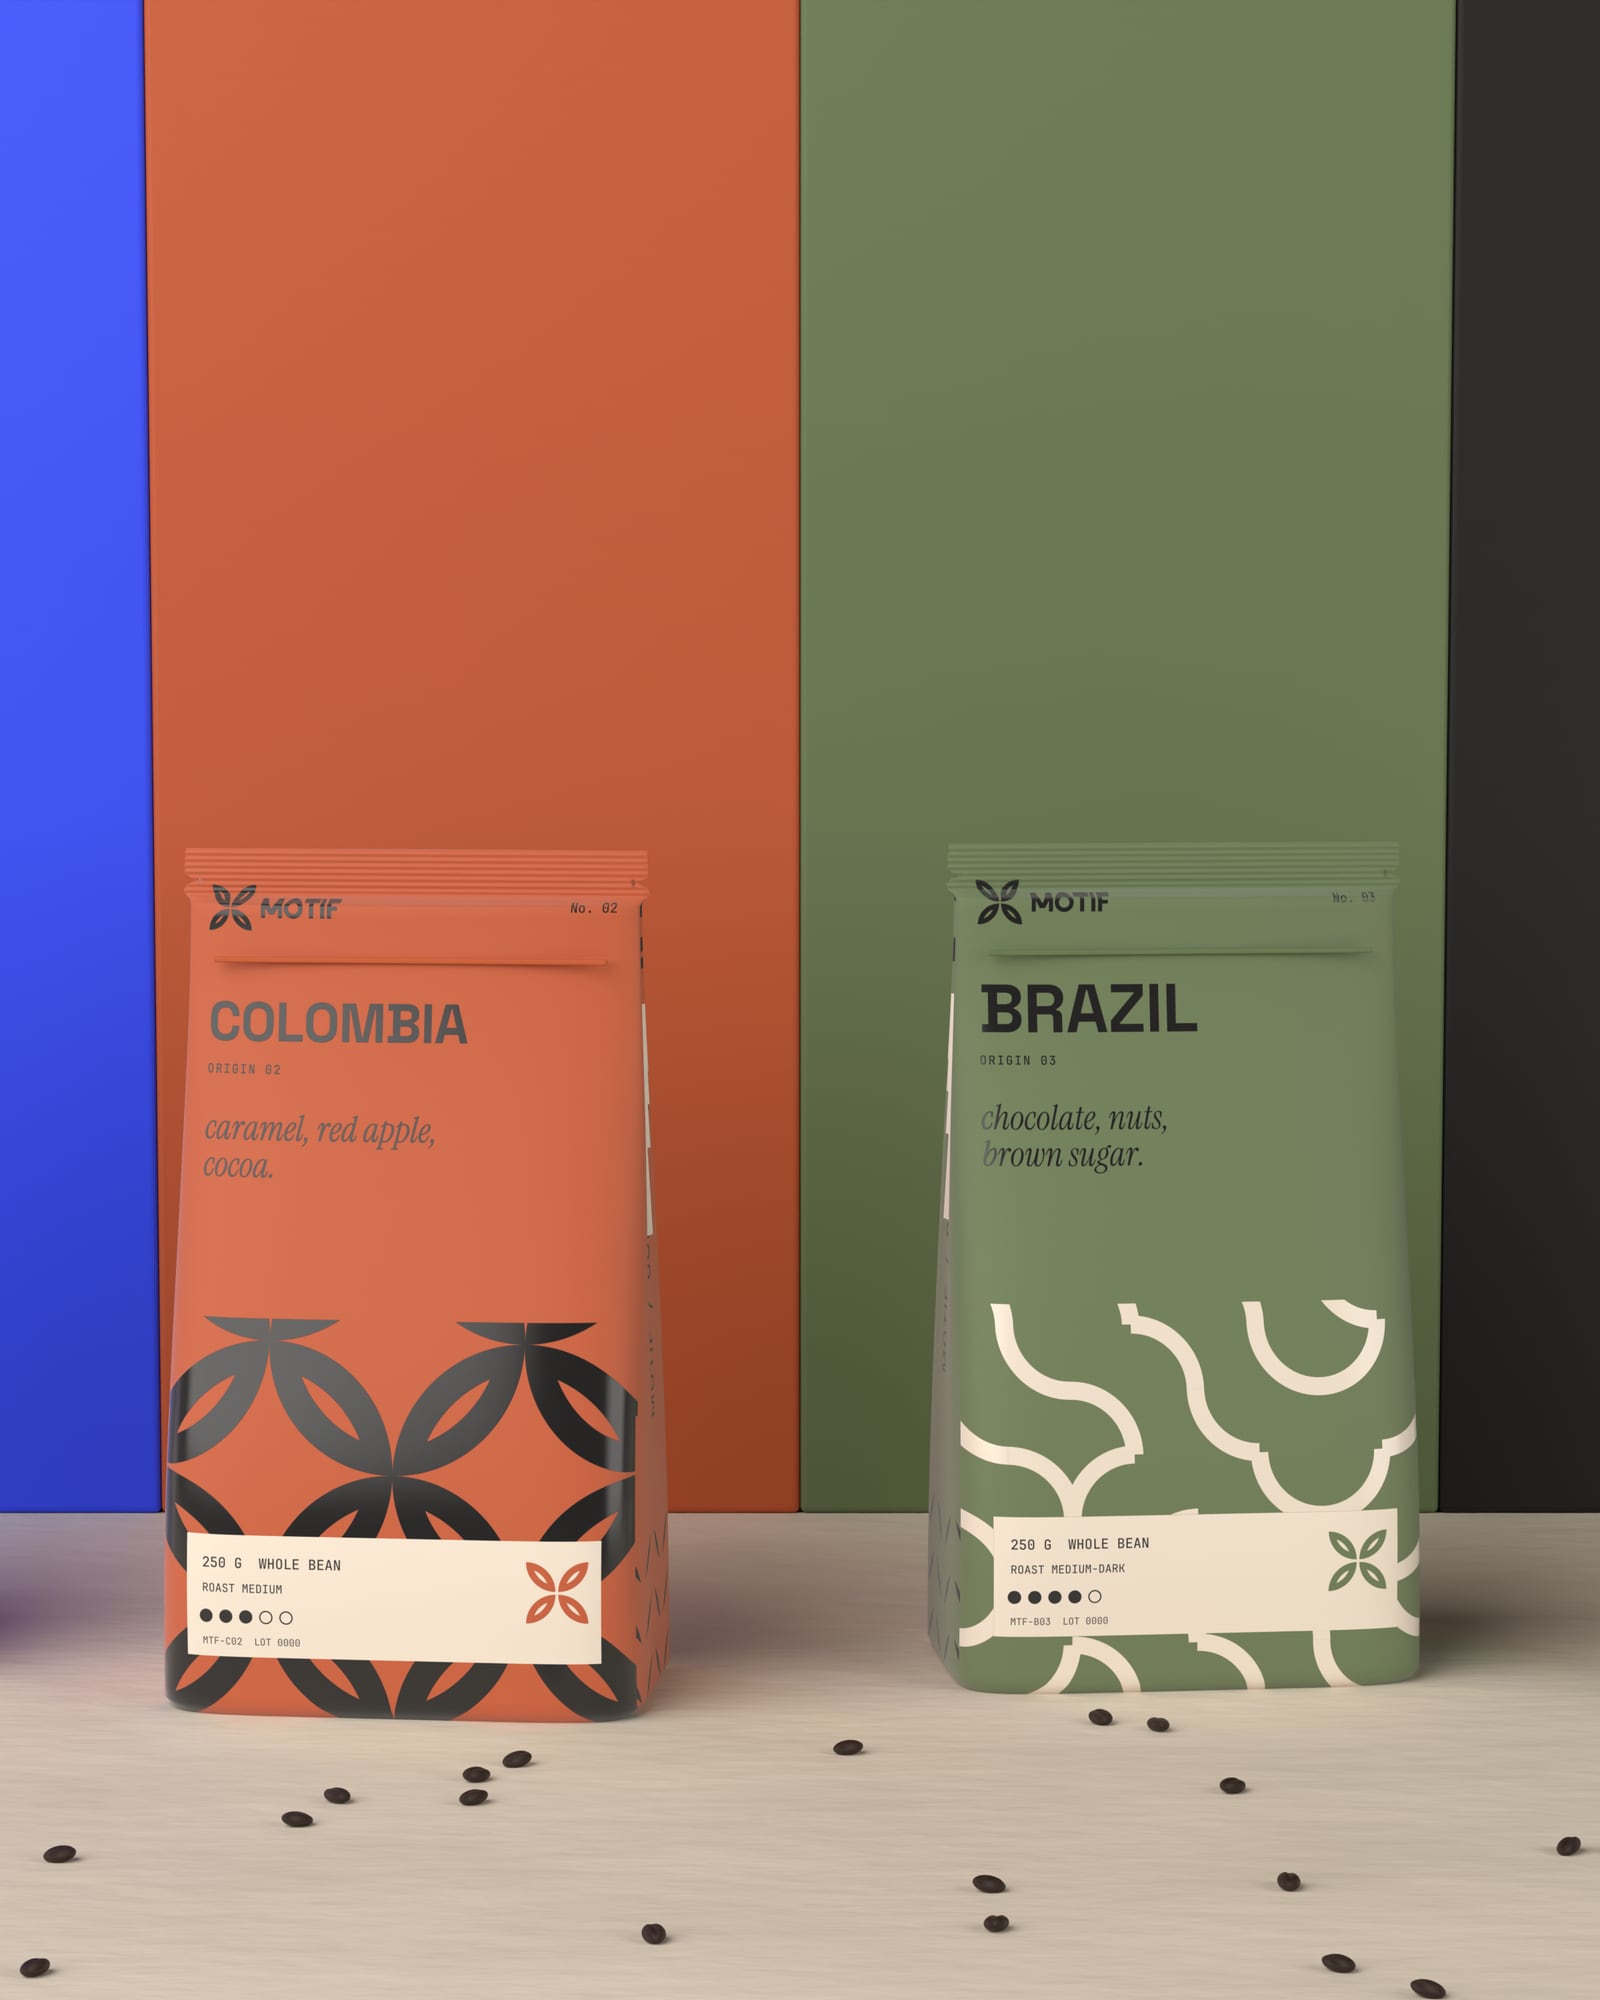 MOTIF
No. 02
COLOMBIA
ORIGIN 02
caramel, red apple,
cocoa.
250 G WHOLE BEAN
ROAST MEDIUM
MTF-C02 LOT 0000
MOTIF
No. 03
BRAZIL
ORIGIN 03
chocolate, nuts,
brown sugar.
250 G WHOLE BEAN
ROAST MEDIUM-DARK
MTF-B03 LOT 0000